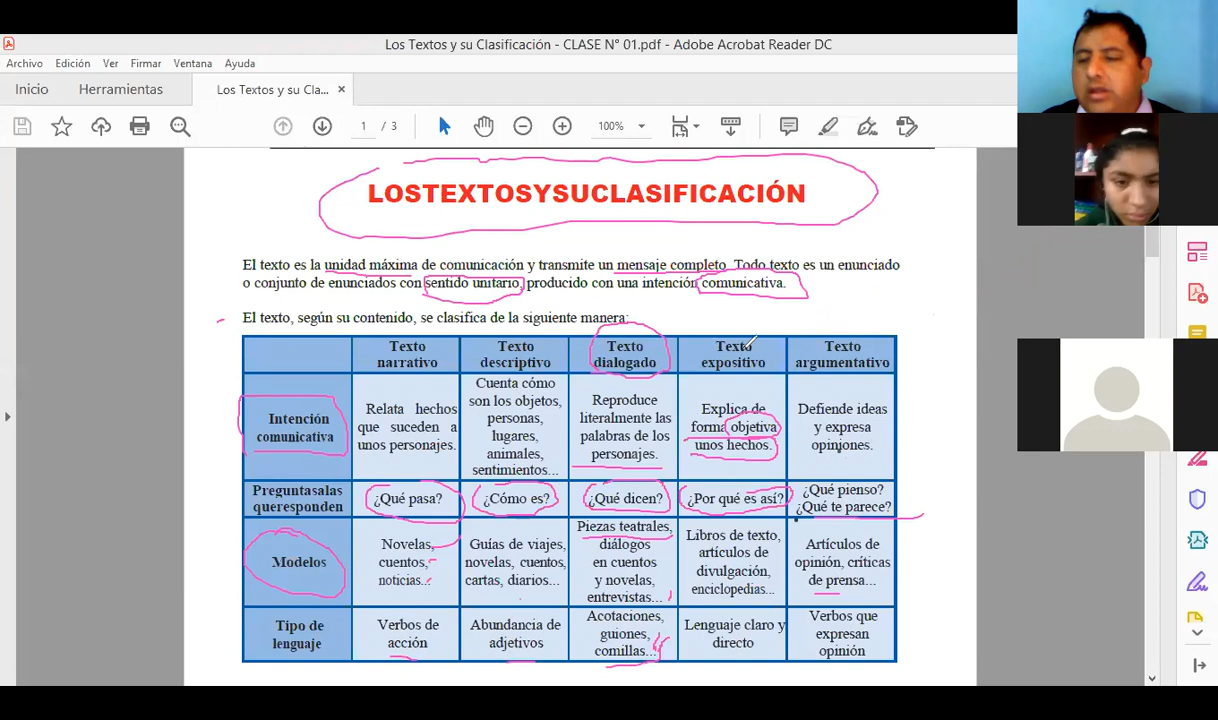 Los Textos y su Clasificación - CLASE N° 01.pdf - Adobe Acrobat Reader DC
Archivo Edición Ver Firmar Ventana Ayuda
Inicio Herramientas Los Textos y su Cla... ×
1 / 3 100%
LOSTEXTOSYSUCLASIFICACIÓN
El texto es la unidad máxima de comunicación y transmite un mensaje completo. Todo texto es un enunciado
o conjunto de enunciados con sentido unitario, producido con una intención comunicativa.
El texto, según su contenido, se clasifica de la siguiente manera:
Texto
narrativo
Texto
descriptivo
Texto
dialogado
Texto
expositivo
Texto
argumentativo
Intención
comunicativa
Relata hechos
que suceden a
unos personajes.
Cuenta cómo
son los objetos,
personas,
lugares,
animales,
sentimientos...
Reproduce
literalmente las
palabras de los
personajes.
Explica de
forma objetiva
unos hechos.
Defiende ideas
y expresa
opiniones.
Preguntasalas
queresponden
¿Qué pasa?
¿Cómo es?
¿Qué dicen?
¿Por qué es así?
¿Qué pienso?
¿Qué te parece?
Modelos
Novelas,
cuentos,
noticias...
Guías de viajes,
novelas, cuentos,
cartas, diarios...
Piezas teatrales,
diálogos
en cuentos
y novelas,
entrevistas...
Libros de texto,
artículos de
divulgación,
enciclopedias...
Artículos de
opinión, críticas
de prensa...
Tipo de
lenguaje
Verbos de
acción
Abundancia de
adjetivos
Acotaciones,
guiones,
comillas...
Lenguaje claro y
directo
Verbos que
expresan
opinión